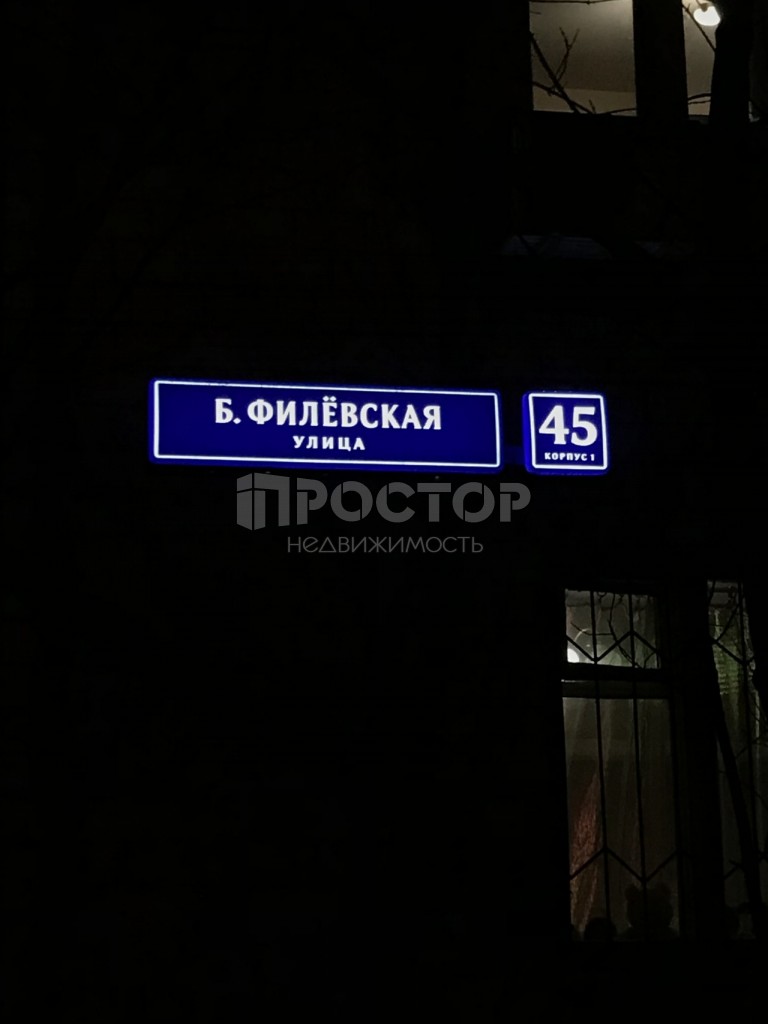 Б. ФИЛЁВСКАЯ
УЛИЦА
45
КОРПУС 1
ПРОСТОР
НЕДВИЖИМОСТЬ